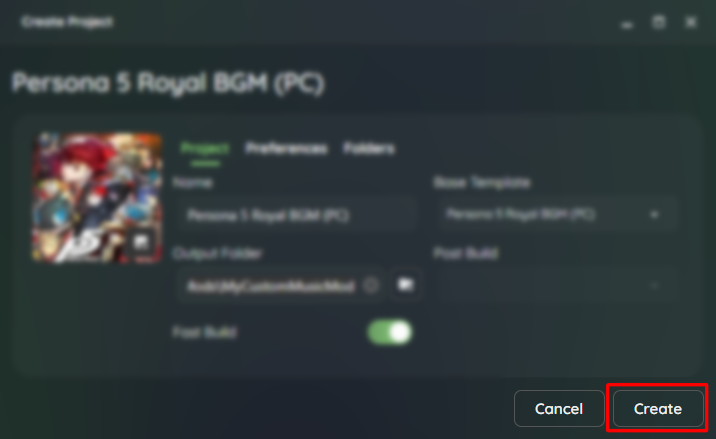 Create Project
Persona 5 Royal BGM (PC)
Project Preferences Folders
Name Base Template
Persona 5 Royal BGM (PC) Persona 5 Royal BGM (PC)
Output Folder Post Build
\MyCustomMusicMod
Fast Build
Cancel Create